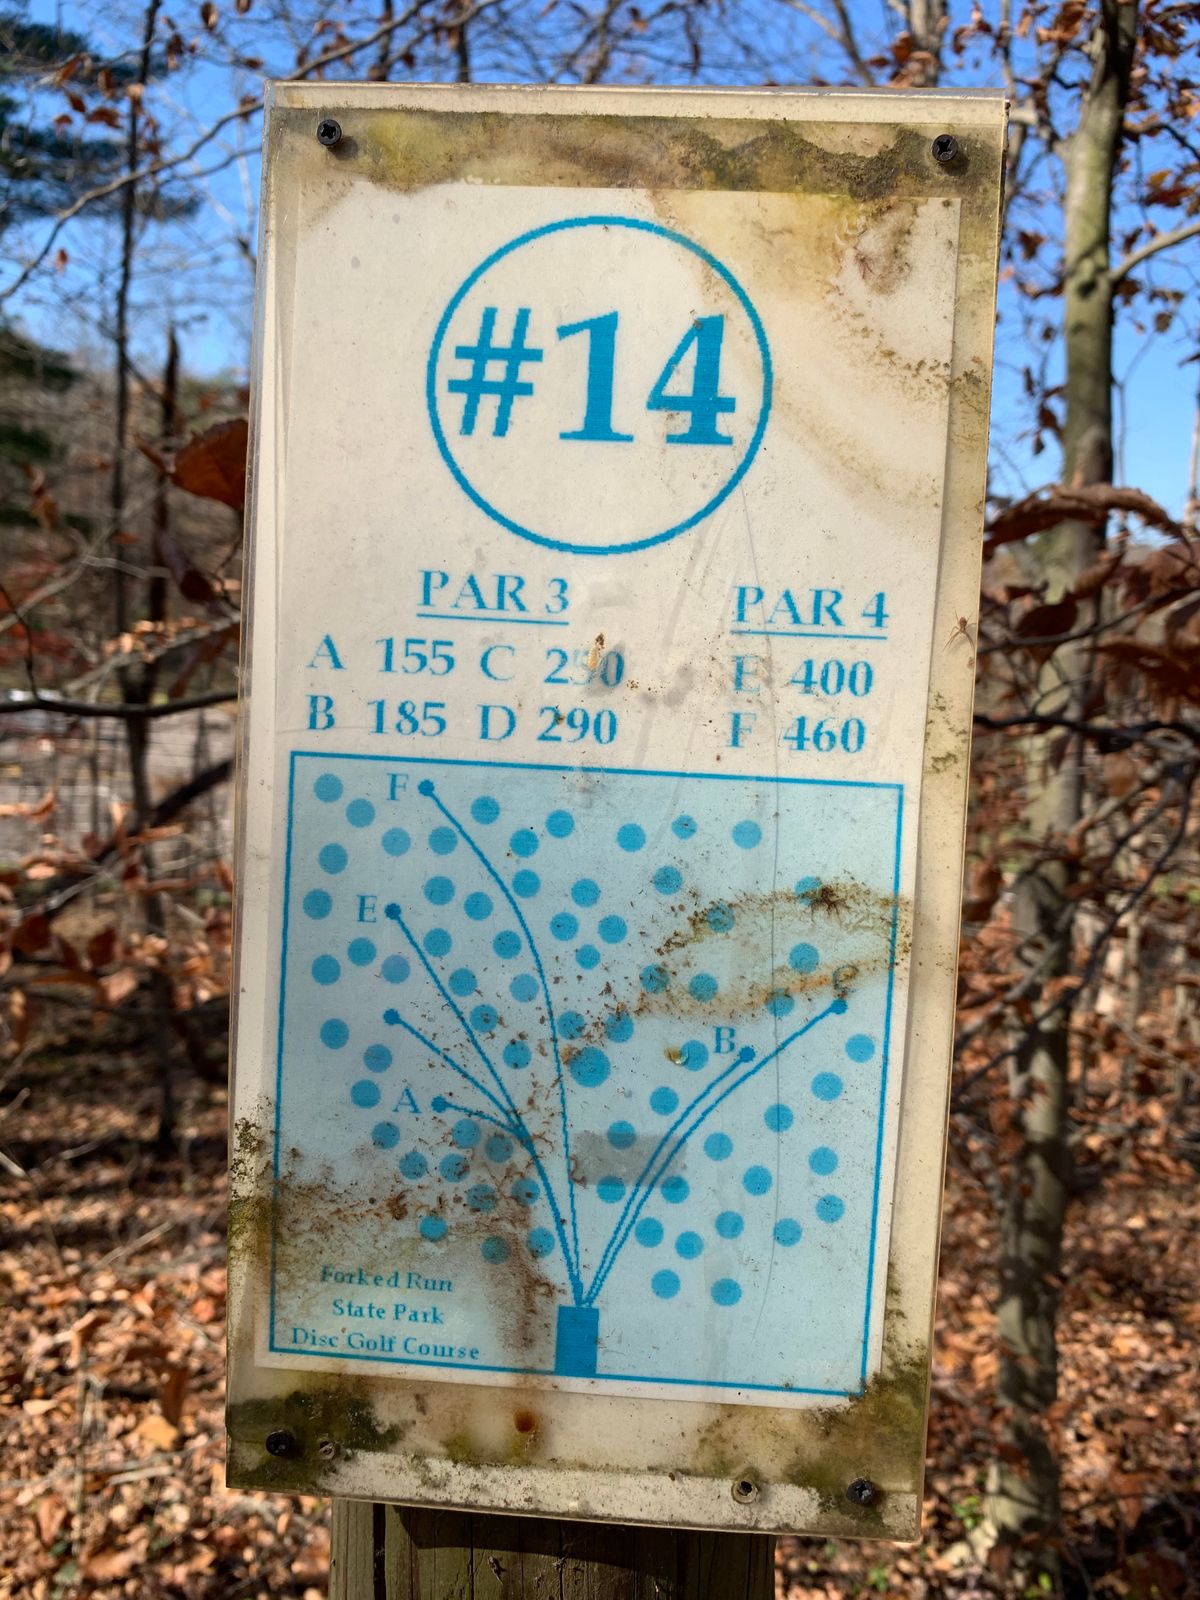 #14
PAR 3 PAR 4
A 155 C 250 E 400
B 185 D 290 F 460
F
E
C
B
A
Forked Run
State Park
Disc Golf Course